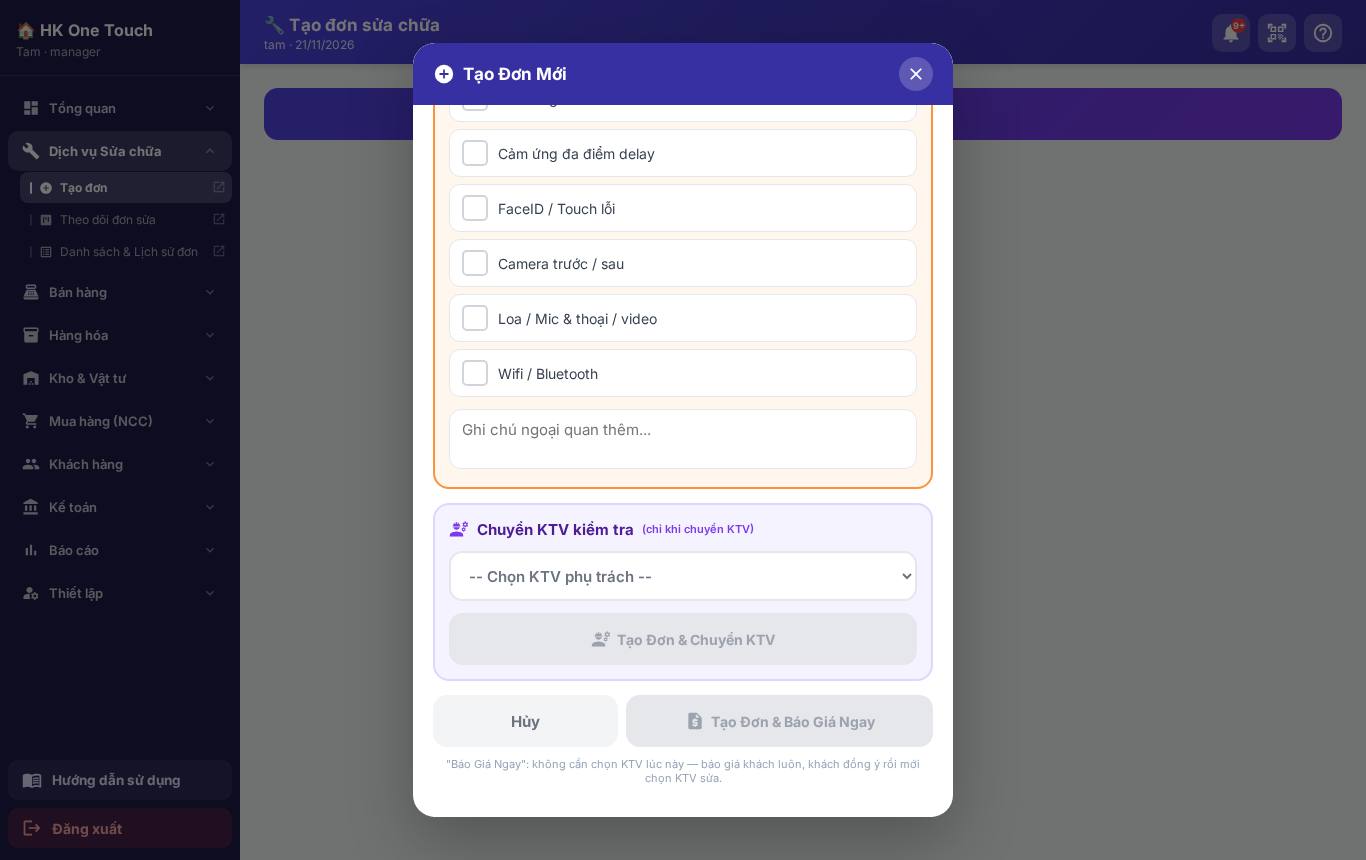 HK One Touch
Tam · manager
Tổng quan
Dịch vụ Sửa chữa
Tạo đơn
Theo dõi đơn sửa
Danh sách & Lịch sử đơn
Bán hàng
Hàng hóa
Kho & Vật tư
Mua hàng (NCC)
Khách hàng
Kế toán
Báo cáo
Thiết lập
Hướng dẫn sử dụng
Đăng xuất
Tạo đơn sửa chữa
tam · 21/11/2026
9+
Tạo Đơn Mới
Cảm ứng đa điểm delay
FaceID / Touch lỗi
Camera trước / sau
Loa / Mic & thoại / video
Wifi / Bluetooth
Ghi chú ngoại quan thêm...
Chuyển KTV kiểm tra (chỉ khi chuyển KTV)
-- Chọn KTV phụ trách --
Tạo Đơn & Chuyển KTV
Hủy
Tạo Đơn & Báo Giá Ngay
"Báo Giá Ngay": không cần chọn KTV lúc này — báo giá khách luôn, khách đồng ý rồi mới
chọn KTV sửa.